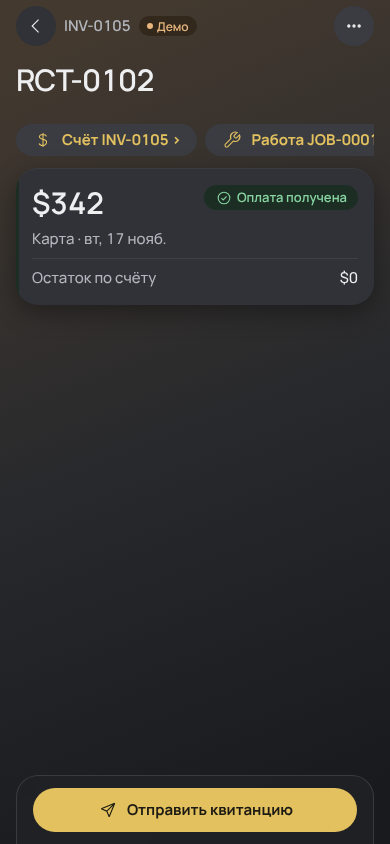 INV-0105 Демо
RCT-0102
$ Счёт INV-0105 › Работа JOB-0001
$342 Оплата получена
Карта · вт, 17 нояб.
Остаток по счёту $0
Отправить квитанцию